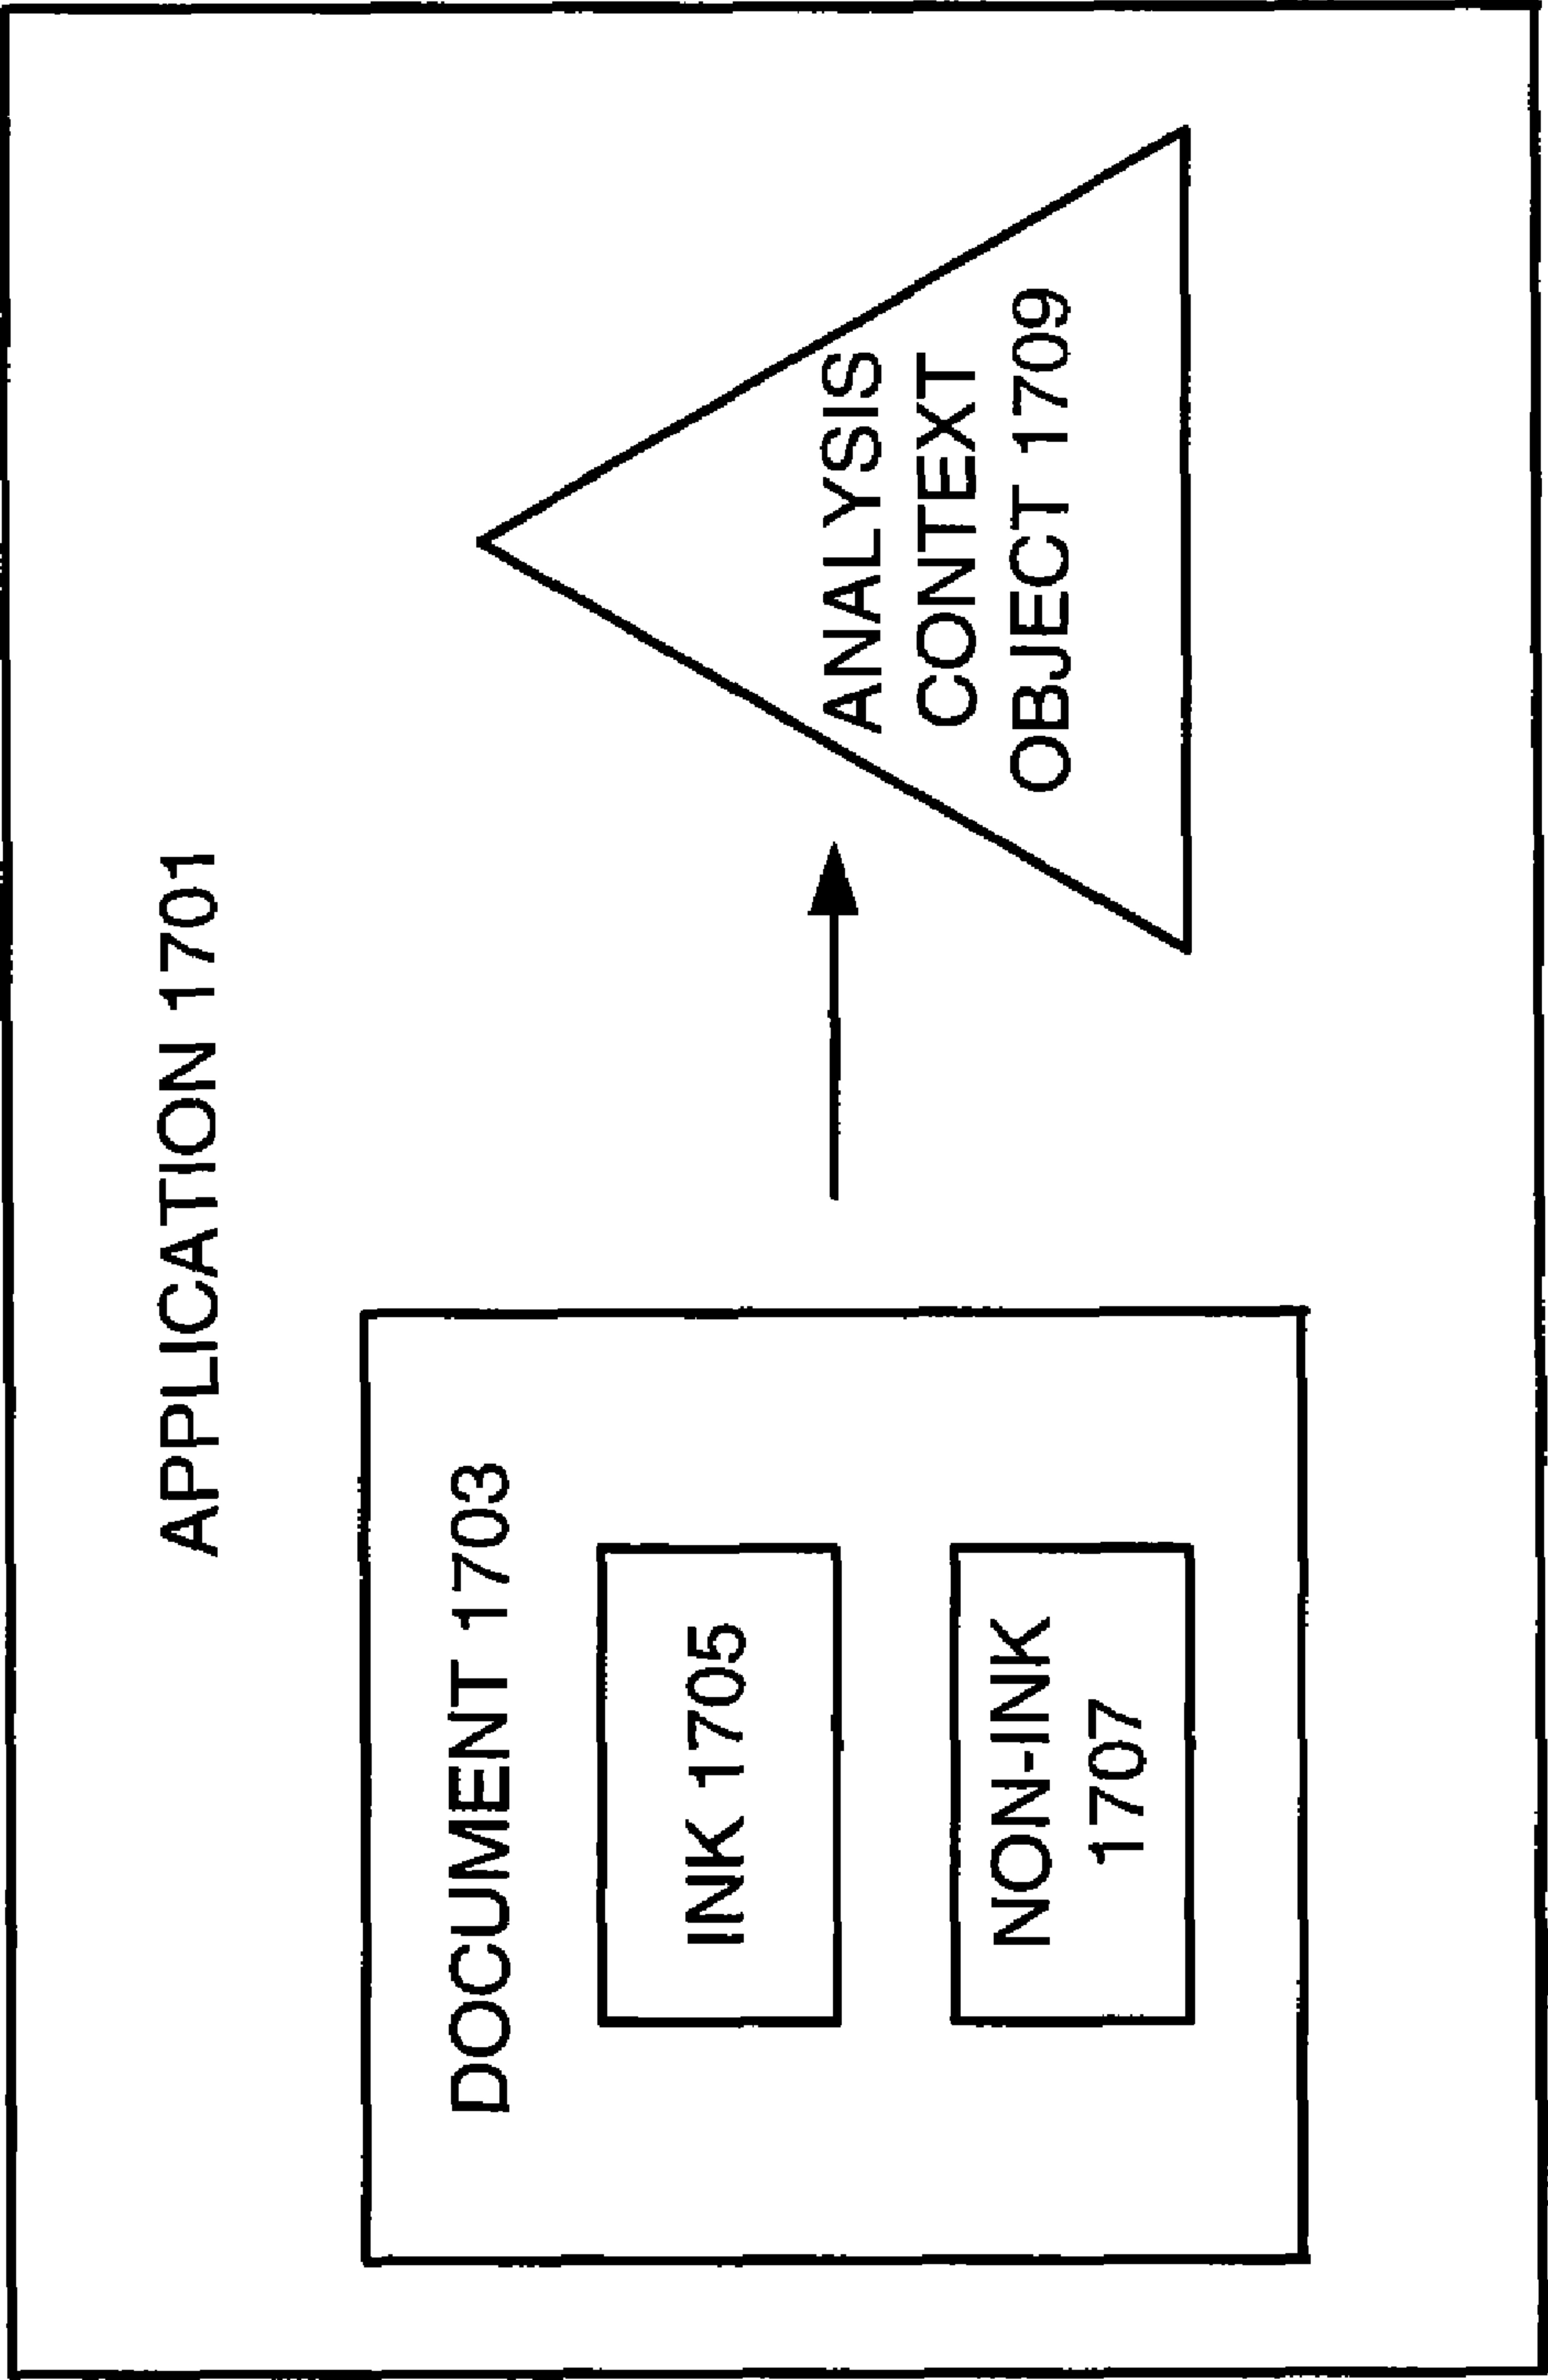 APPLICATION 1701
DOCUMENT 1703
INK 1705
NON-INK
1707
ANALYSIS
CONTEXT
OBJECT 1709